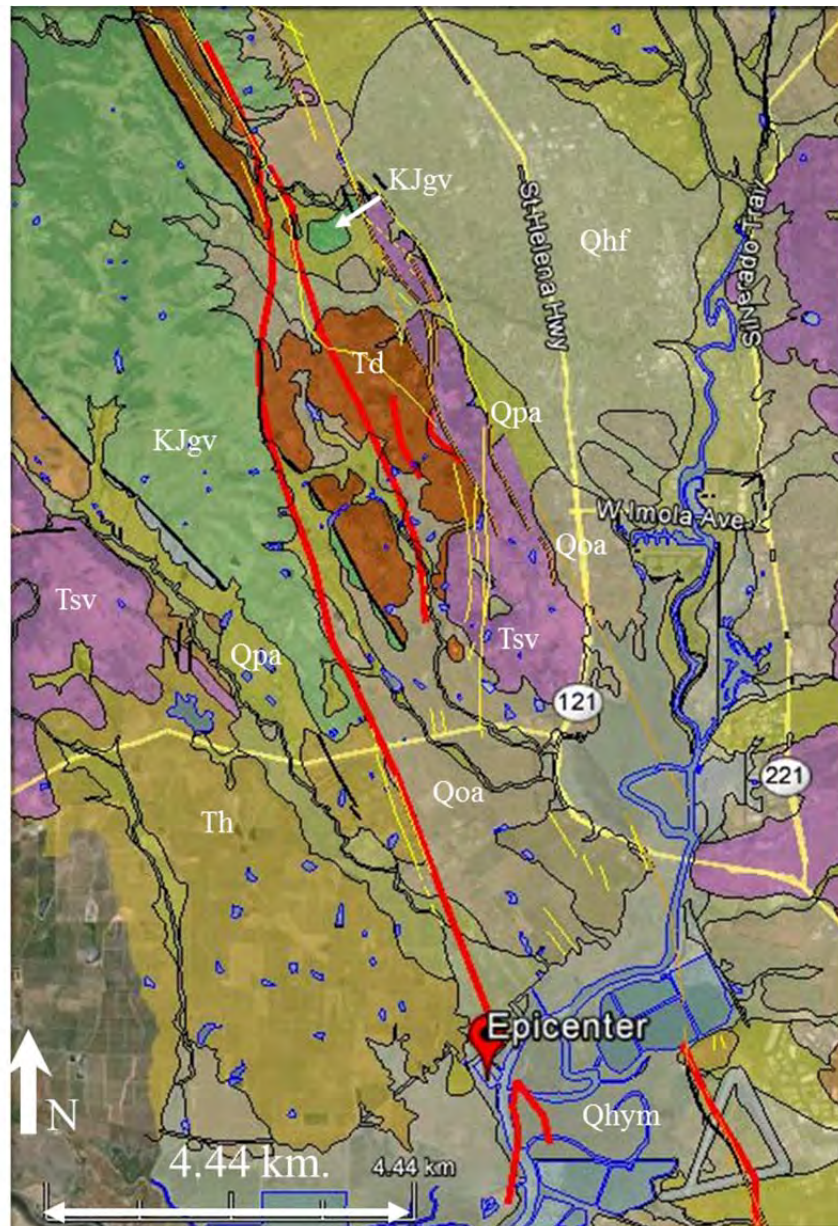 KJgv
Qhf
St Helena Hwy
Silverado Trail
Td
Qpa
KJgv
W Imola Ave
Qoa
Tsv
Qpa
Tsv
121
221
Qoa
Th
Epicenter
N
Qhym
4.44 km.
4.44 km